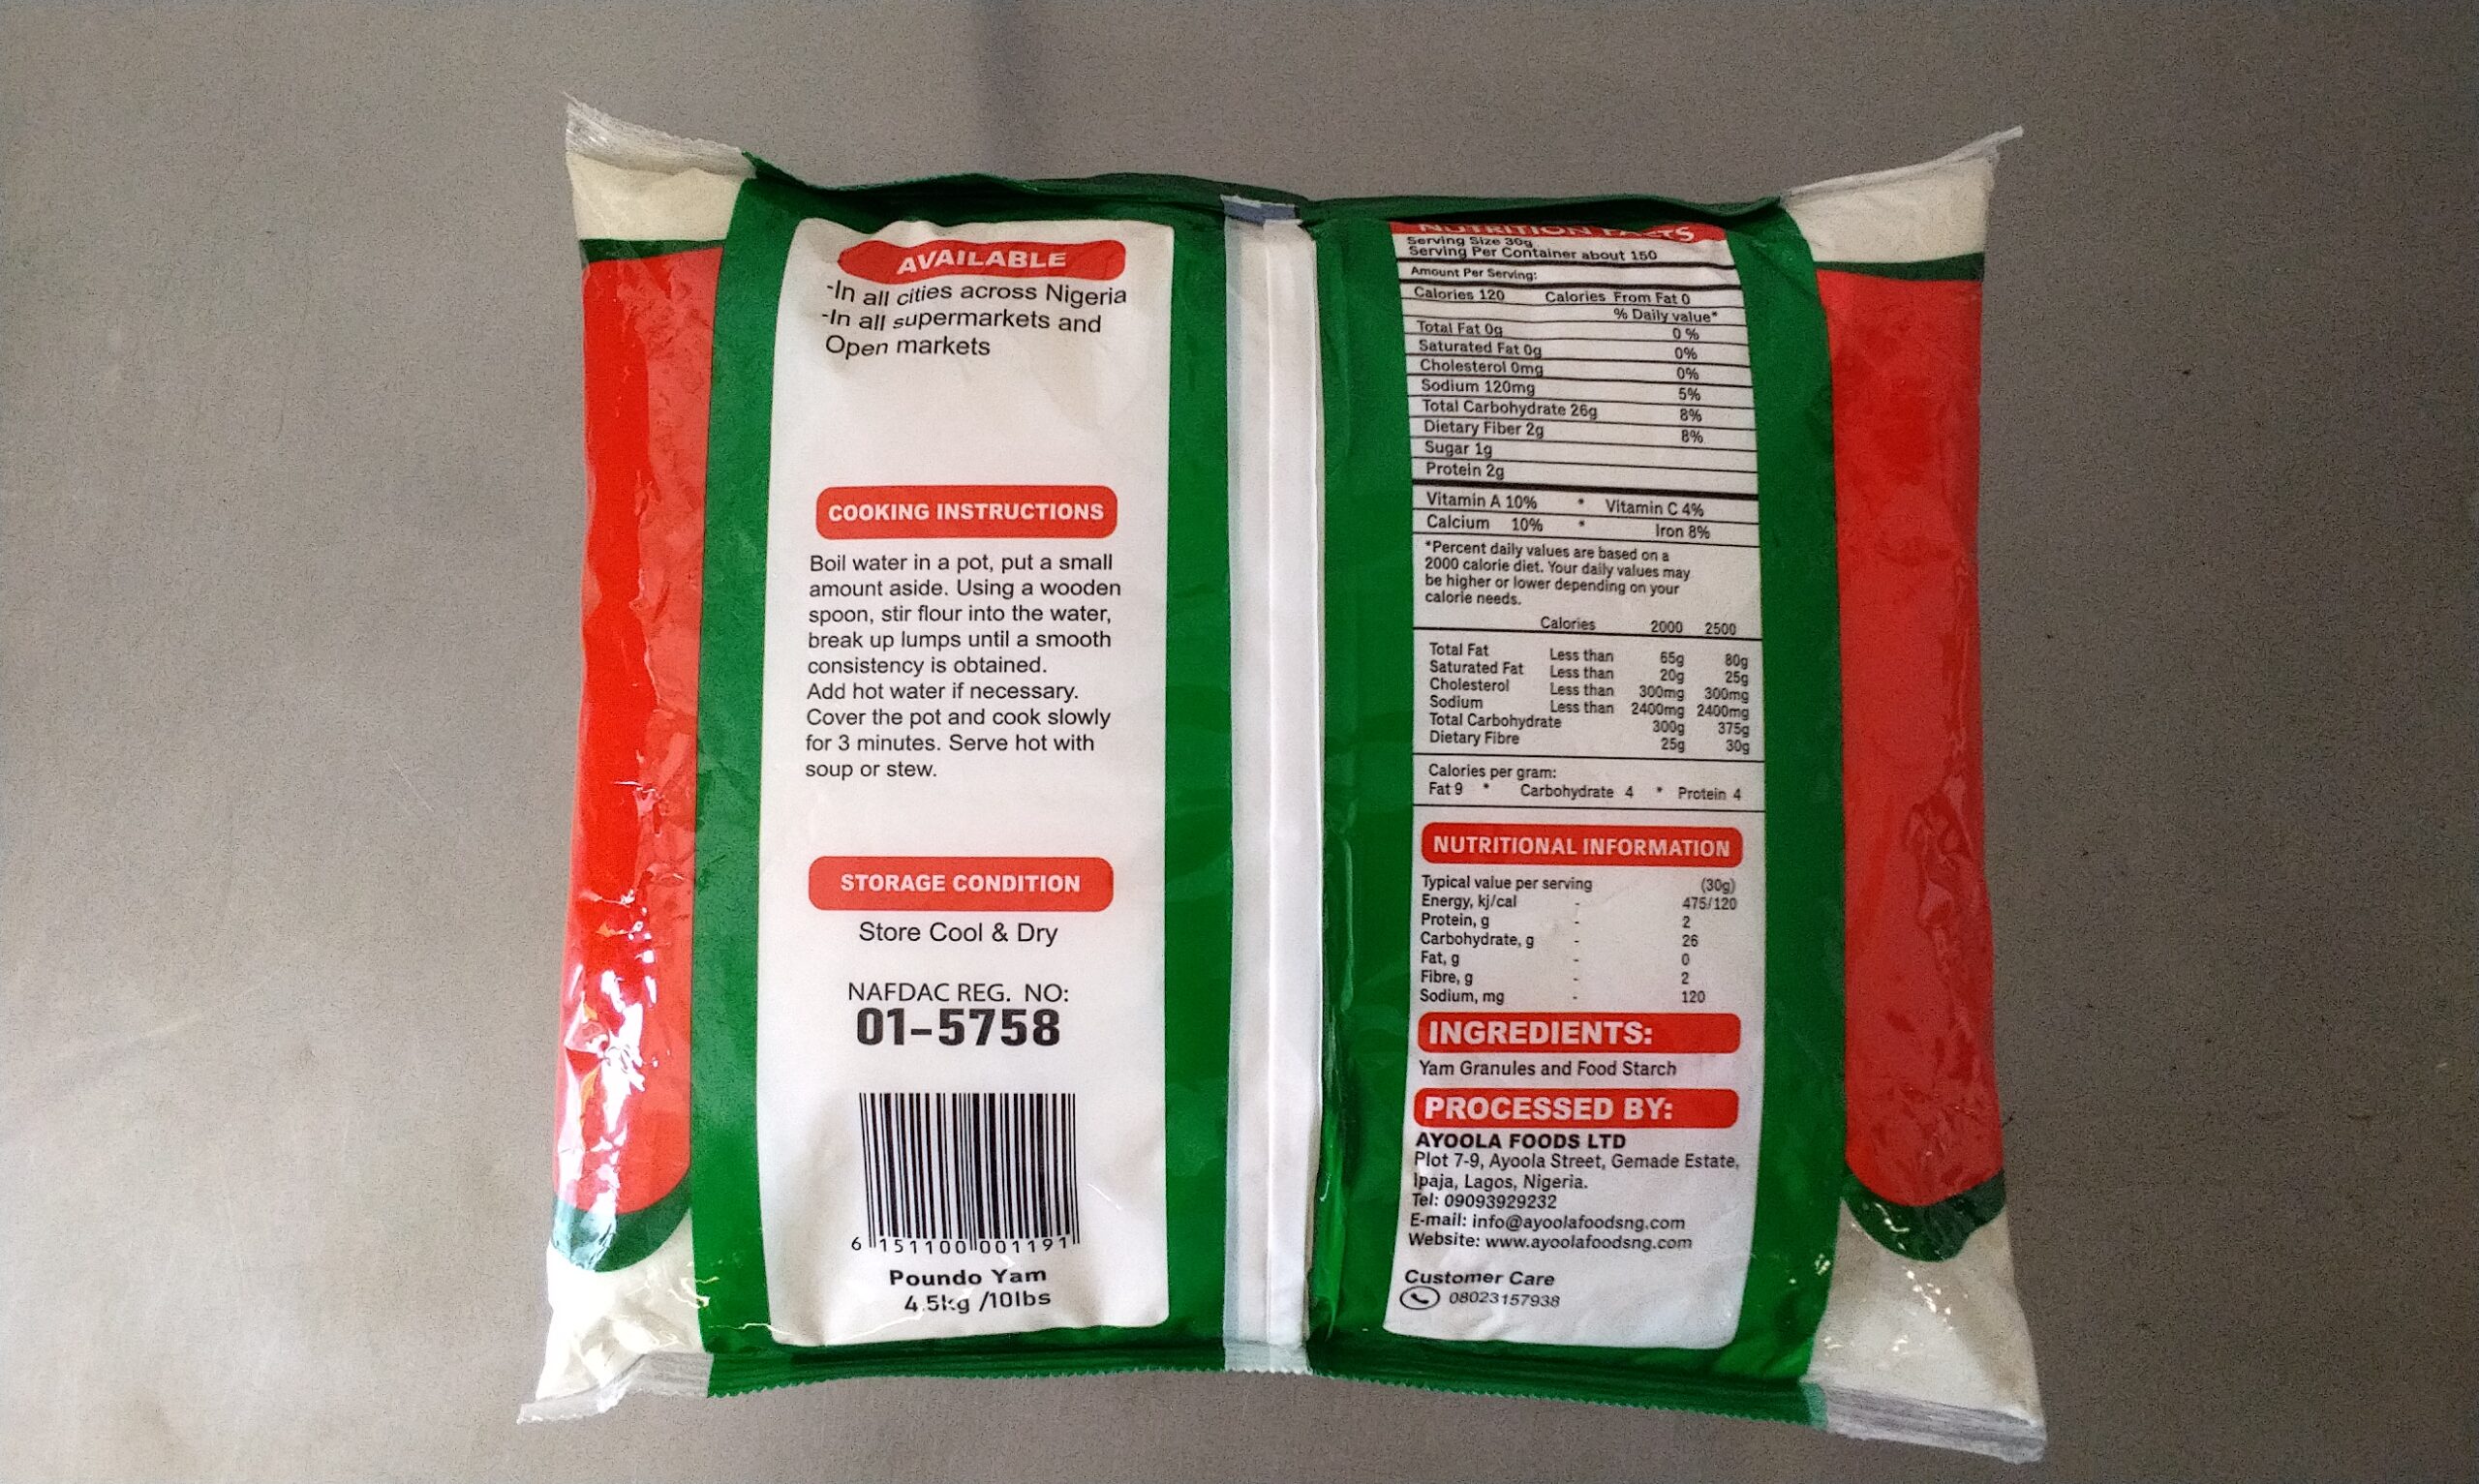 AVAILABLE
-In all cities across Nigeria
-In all supermarkets and
Open markets
COOKING INSTRUCTIONS
Boil water in a pot, put a small
amount aside. Using a wooden
spoon, stir flour into the water,
break up lumps until a smooth
consistency is obtained.
Add hot water if necessary.
Cover the pot and cook slowly
for 3 minutes. Serve hot with
soup or stew.
STORAGE CONDITION
Store Cool & Dry
NAFDAC REG. NO:
01-5758
6 151100 001191
Poundo Yam
4.5kg /10lbs
NUTRITION FACTS
Serving Size 30g
Serving Per Container about 150
Amount Per Serving:
Calories 120 Calories From Fat 0
% Daily value*
Total Fat 0g 0 %
Saturated Fat 0g 0%
Cholesterol 0mg 0%
Sodium 120mg 5%
Total Carbohydrate 26g 8%
Dietary Fiber 2g 8%
Sugar 1g
Protein 2g
Vitamin A 10% * Vitamin C 4%
Calcium 10% * Iron 8%
*Percent daily values are based on a
2000 calorie diet. Your daily values may
be higher or lower depending on your
calorie needs.
Calories 2000 2500
Total Fat Less than 65g 80g
Saturated Fat Less than 20g 25g
Cholesterol Less than 300mg 300mg
Sodium Less than 2400mg 2400mg
Total Carbohydrate 300g 375g
Dietary Fibre 25g 30g
Calories per gram:
Fat 9 * Carbohydrate 4 * Protein 4
NUTRITIONAL INFORMATION
Typical value per serving (30g)
Energy, kj/cal - 475/120
Protein, g - 2
Carbohydrate, g - 26
Fat, g - 0
Fibre, g - 2
Sodium, mg - 120
INGREDIENTS:
Yam Granules and Food Starch
PROCESSED BY:
AYOOLA FOODS LTD
Plot 7-9, Ayoola Street, Gemade Estate,
Ipaja, Lagos, Nigeria.
Tel: 09093929232
E-mail: info@ayoolafoodsng.com
Website: www.ayoolafoodsng.com
Customer Care
08023157938